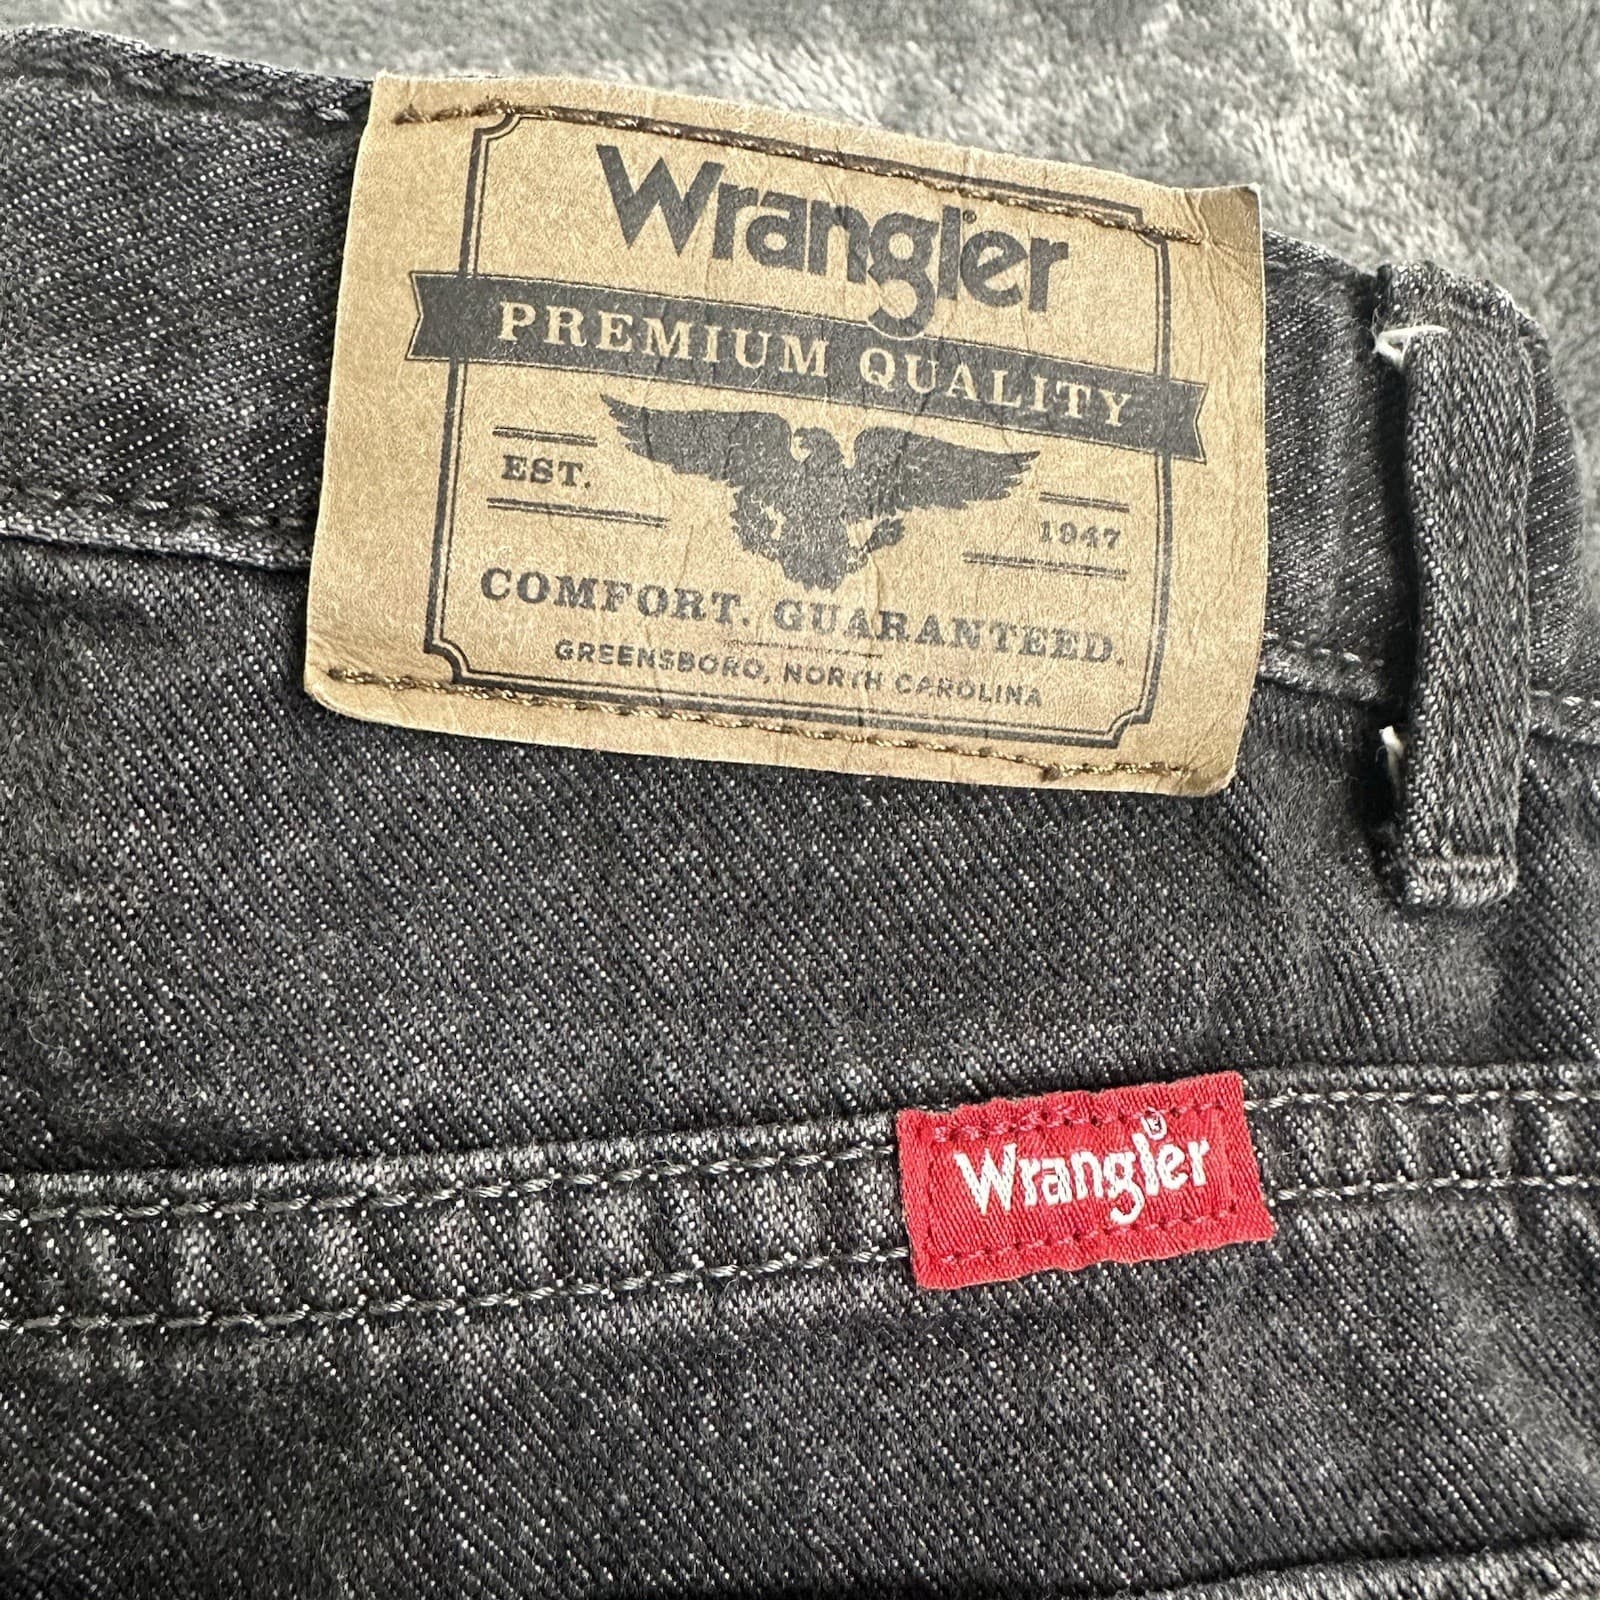 Wrangler®
PREMIUM QUALITY
EST.
1947
COMFORT. GUARANTEED.
GREENSBORO, NORTH CAROLINA
Wrangler®